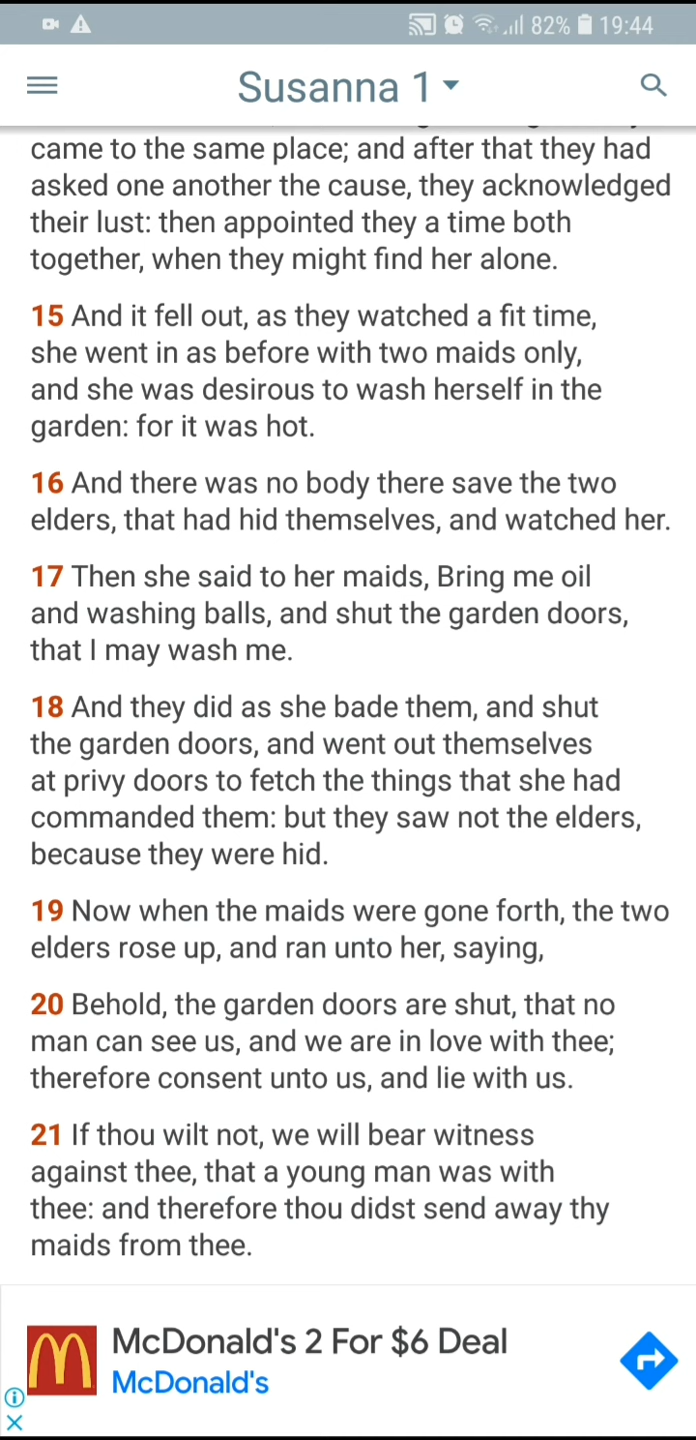 82% 19:44
Susanna 1
came to the same place; and after that they had
asked one another the cause, they acknowledged
their lust: then appointed they a time both
together, when they might find her alone.
15 And it fell out, as they watched a fit time,
she went in as before with two maids only,
and she was desirous to wash herself in the
garden: for it was hot.
16 And there was no body there save the two
elders, that had hid themselves, and watched her.
17 Then she said to her maids, Bring me oil
and washing balls, and shut the garden doors,
that I may wash me.
18 And they did as she bade them, and shut
the garden doors, and went out themselves
at privy doors to fetch the things that she had
commanded them: but they saw not the elders,
because they were hid.
19 Now when the maids were gone forth, the two
elders rose up, and ran unto her, saying,
20 Behold, the garden doors are shut, that no
man can see us, and we are in love with thee;
therefore consent unto us, and lie with us.
21 If thou wilt not, we will bear witness
against thee, that a young man was with
thee: and therefore thou didst send away thy
maids from thee.
McDonald's 2 For $6 Deal
McDonald's